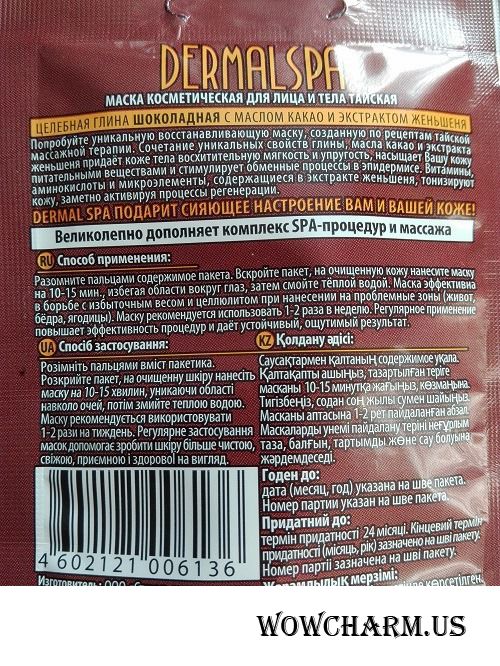 DERMALSPA
МАСКА КОСМЕТИЧЕСКАЯ ДЛЯ ЛИЦА И ТЕЛА ТАЙСКАЯ
ЦЕЛЕБНАЯ ГЛИНА ШОКОЛАДНАЯ С МАСЛОМ КАКАО И ЭКСТРАКТОМ ЖЕНЬШЕНЯ
Попробуйте уникальную восстанавливающую маску, созданную по рецептам тайской
массажной терапии. Сочетание уникальных свойств глины, масла какао и экстракта
женьшеня придаёт коже тела восхитительную мягкость и упругость, насыщает Вашу кожу
питательными веществами и стимулирует обменные процессы в эпидермисе. Витамины,
аминокислоты и микроэлементы, содержащиеся в экстракте женьшеня, тонизируют
кожу, заметно активируя процессы регенерации.
DERMAL SPA ПОДАРИТ СИЯЮЩЕЕ НАСТРОЕНИЕ ВАМ И ВАШЕЙ КОЖЕ!
Великолепно дополняет комплекс SPA-процедур и массажа
RU Способ применения:
Разомните пальцами содержимое пакета. Вскройте пакет, на очищенную кожу нанесите маску
на 10-15 мин., избегая области вокруг глаз, затем смойте тёплой водой. Маска эффективна
в борьбе с избыточным весом и целлюлитом при нанесении на проблемные зоны (живот,
бёдра, ягодицы). Маску рекомендуется использовать 1-2 раза в неделю. Регулярное применение
повышает эффективность процедур и даёт устойчивый, ощутимый результат.
UA Спосіб застосування:
Розімніть пальцями вміст пакетика.
Розкрийте пакет, на очищену шкіру нанесіть
маску на 10-15 хвилин, уникаючи області
навколо очей, потім змийте теплою водою.
Маску рекомендується використовувати
1-2 рази на тиждень. Регулярне застосування
масок допомагає зробити шкіру більше чистою,
свіжою, приємною і здорової на вигляд.
KZ Қолдану әдісі:
Саусақтармен қалтаның содержимое уқала.
Қалтақапты ашыңыз, тазартылған теріге
масканы 10-15 минутқа жағыңыз, көзмаңына.
Тигізбеңіз, содан соң жылы сумен шайыңыз.
Масканы аптасына 1-2 рет пайдаланған абзал.
Маскаларды үнемі пайдалану теріні неғұрлым
таза, балғын, тартымды және сау болуына
жәрдемдеседі.
Годен до:
дата (месяц, год) указана на шве пакета.
Номер партии указан на шве пакета.
Придатний до:
термін придатності 24 місяці. Кінцевий термін
придатності (місяць, рік) зазначено на шві пакету.
Номер партії зазначена на шві пакету.
4 602121 006136
Изготовитель: ООО
Жарамдылық мерзімі:
көрсетілген,
WOWCHARM.US